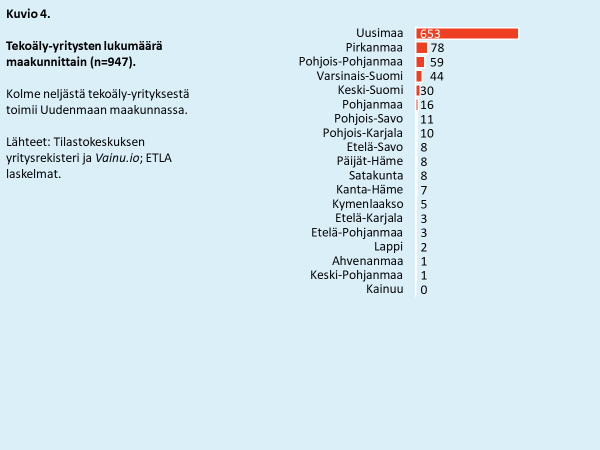 Kuvio 4.
Tekoäly-yritysten lukumäärä
maakunnittain (n=947).
Kolme neljästä tekoäly-yrityksestä
toimii Uudenmaan maakunnassa.
Lähteet: Tilastokeskuksen
yritysrekisteri ja Vainu.io; ETLA
laskelmat.
Uusimaa 653
Pirkanmaa 78
Pohjois-Pohjanmaa 59
Varsinais-Suomi 44
Keski-Suomi 30
Pohjanmaa 16
Pohjois-Savo 11
Pohjois-Karjala 10
Etelä-Savo 8
Päijät-Häme 8
Satakunta 8
Kanta-Häme 7
Kymenlaakso 5
Etelä-Karjala 3
Etelä-Pohjanmaa 3
Lappi 2
Ahvenanmaa 1
Keski-Pohjanmaa 1
Kainuu 0